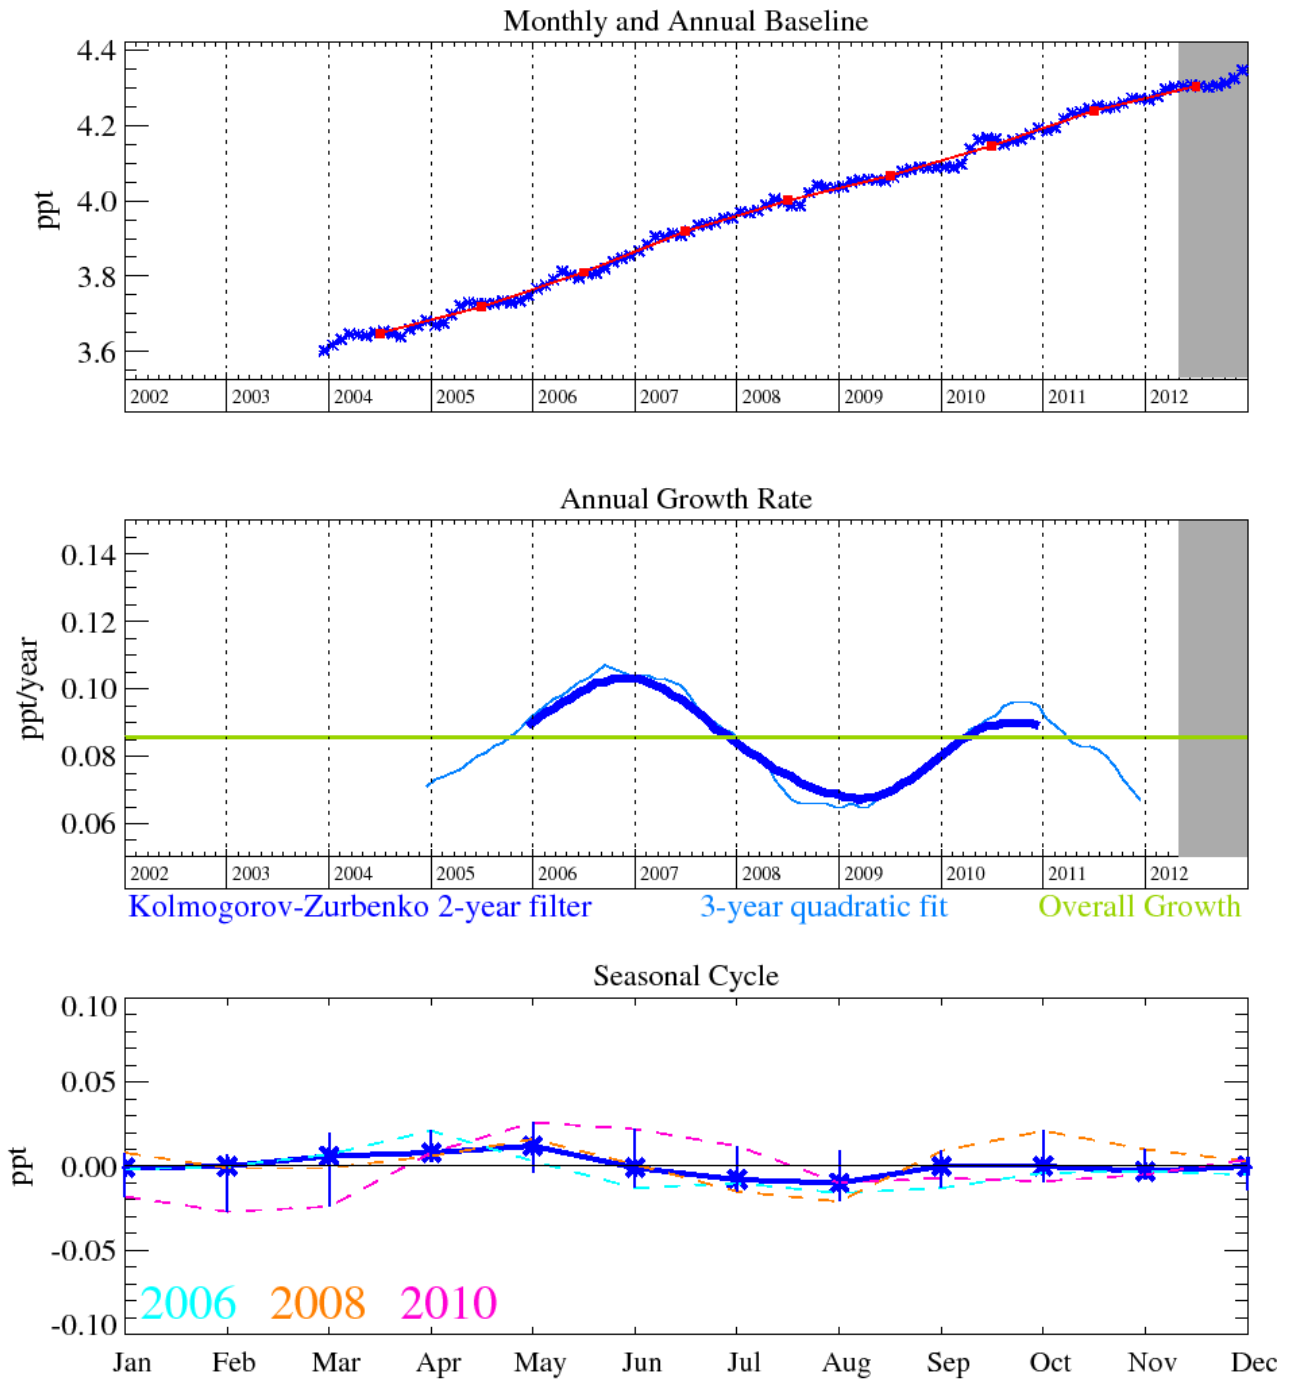 Monthly and Annual Baseline
4.4
4.2
4.0
3.8
3.6
ppt
2002 2003 2004 2005 2006 2007 2008 2009 2010 2011 2012
Annual Growth Rate
0.14
0.12
0.10
0.08
0.06
ppt/year
2002 2003 2004 2005 2006 2007 2008 2009 2010 2011 2012
Kolmogorov-Zurbenko 2-year filter 3-year quadratic fit Overall Growth
Seasonal Cycle
0.10
0.05
0.00
-0.05
-0.10
ppt
2006 2008 2010
Jan Feb Mar Apr May Jun Jul Aug Sep Oct Nov Dec